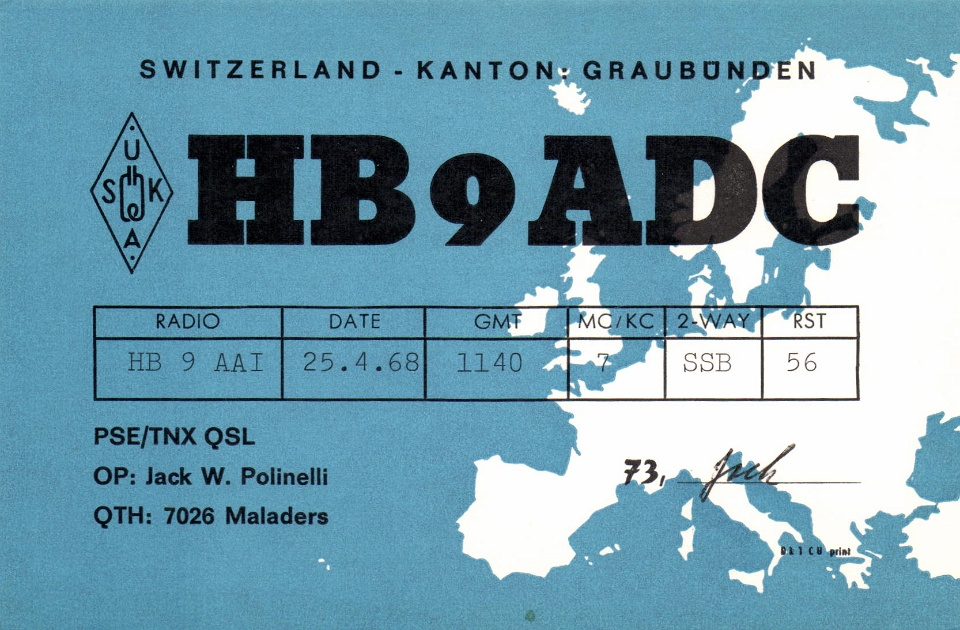 SWITZERLAND - KANTON: GRAUBÜNDEN
USKA
HB9ADC
RADIO DATE GMT MC/KC 2-WAY RST
HB 9 AAI 25.4.68 1140 7 SSB 56
PSE/TNX QSL
OP: Jack W. Polinelli
73, Jack
QTH: 7026 Maladers
print